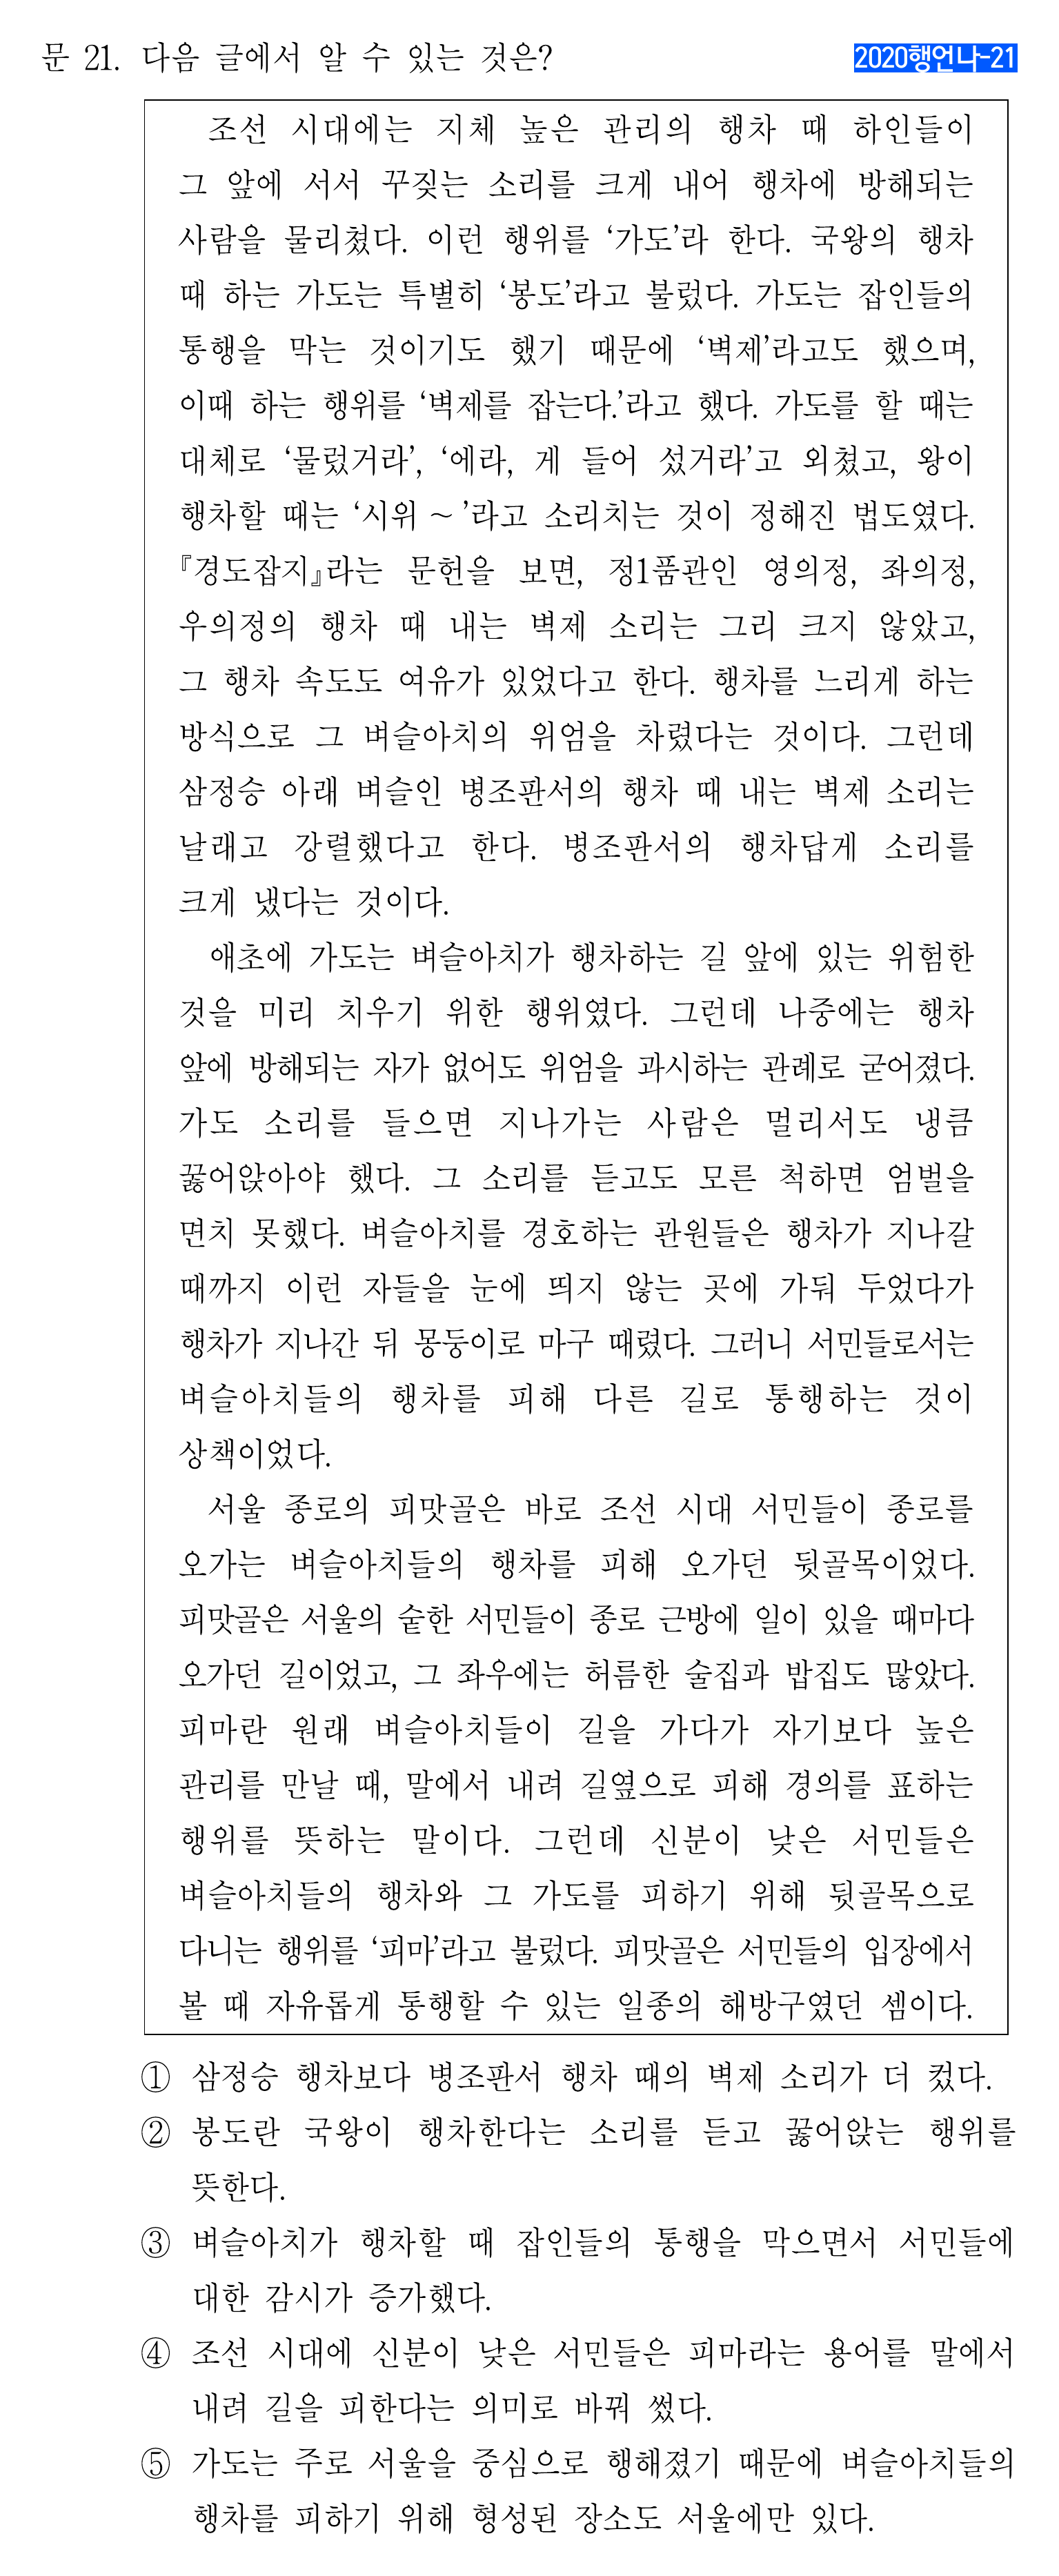 문 21. 다음 글에서 알 수 있는 것은?
2020행언나-21
조선 시대에는 지체 높은 관리의 행차 때 하인들이
그 앞에 서서 꾸짖는 소리를 크게 내어 행차에 방해되는
사람을 물리쳤다. 이런 행위를 ‘가도’라 한다. 국왕의 행차
때 하는 가도는 특별히 ‘봉도’라고 불렀다. 가도는 잡인들의
통행을 막는 것이기도 했기 때문에 ‘벽제’라고도 했으며,
이때 하는 행위를 ‘벽제를 잡는다.’라고 했다. 가도를 할 때는
대체로 ‘물렀거라’, ‘에라, 게 들어 섰거라’고 외쳤고, 왕이
행차할 때는 ‘시위 ~ ’라고 소리치는 것이 정해진 법도였다.
『경도잡지』라는 문헌을 보면, 정1품관인 영의정, 좌의정,
우의정의 행차 때 내는 벽제 소리는 그리 크지 않았고,
그 행차 속도도 여유가 있었다고 한다. 행차를 느리게 하는
방식으로 그 벼슬아치의 위엄을 차렸다는 것이다. 그런데
삼정승 아래 벼슬인 병조판서의 행차 때 내는 벽제 소리는
날래고 강렬했다고 한다. 병조판서의 행차답게 소리를
크게 냈다는 것이다.
애초에 가도는 벼슬아치가 행차하는 길 앞에 있는 위험한
것을 미리 치우기 위한 행위였다. 그런데 나중에는 행차
앞에 방해되는 자가 없어도 위엄을 과시하는 관례로 굳어졌다.
가도 소리를 들으면 지나가는 사람은 멀리서도 냉큼
꿇어앉아야 했다. 그 소리를 듣고도 모른 척하면 엄벌을
면치 못했다. 벼슬아치를 경호하는 관원들은 행차가 지나갈
때까지 이런 자들을 눈에 띄지 않는 곳에 가둬 두었다가
행차가 지나간 뒤 몽둥이로 마구 때렸다. 그러니 서민들로서는
벼슬아치들의 행차를 피해 다른 길로 통행하는 것이
상책이었다.
서울 종로의 피맛골은 바로 조선 시대 서민들이 종로를
오가는 벼슬아치들의 행차를 피해 오가던 뒷골목이었다.
피맛골은 서울의 숱한 서민들이 종로 근방에 일이 있을 때마다
오가던 길이었고, 그 좌우에는 허름한 술집과 밥집도 많았다.
피마란 원래 벼슬아치들이 길을 가다가 자기보다 높은
관리를 만날 때, 말에서 내려 길옆으로 피해 경의를 표하는
행위를 뜻하는 말이다. 그런데 신분이 낮은 서민들은
벼슬아치들의 행차와 그 가도를 피하기 위해 뒷골목으로
다니는 행위를 ‘피마’라고 불렀다. 피맛골은 서민들의 입장에서
볼 때 자유롭게 통행할 수 있는 일종의 해방구였던 셈이다.
① 삼정승 행차보다 병조판서 행차 때의 벽제 소리가 더 컸다.
② 봉도란 국왕이 행차한다는 소리를 듣고 꿇어앉는 행위를
뜻한다.
③ 벼슬아치가 행차할 때 잡인들의 통행을 막으면서 서민들에
대한 감시가 증가했다.
④ 조선 시대에 신분이 낮은 서민들은 피마라는 용어를 말에서
내려 길을 피한다는 의미로 바꿔 썼다.
⑤ 가도는 주로 서울을 중심으로 행해졌기 때문에 벼슬아치들의
행차를 피하기 위해 형성된 장소도 서울에만 있다.